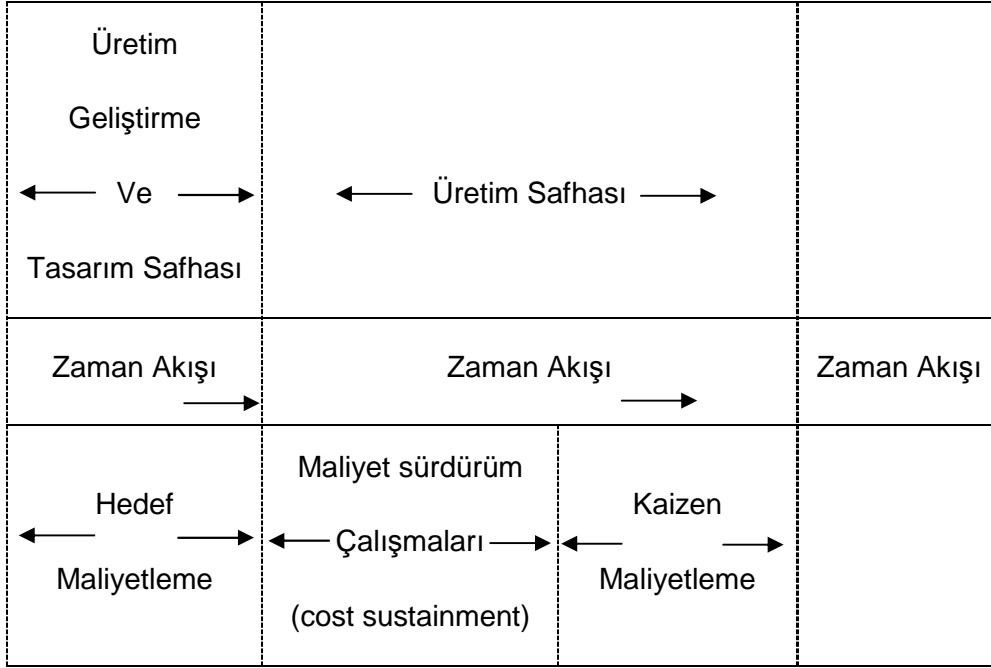 Üretim
Geliştirme
Ve
Tasarım Safhası
Üretim Safhası
Zaman Akışı
Zaman Akışı
Zaman Akışı
Hedef
Maliyetleme
Maliyet sürdürüm
Çalışmaları
(cost sustainment)
Kaizen
Maliyetleme